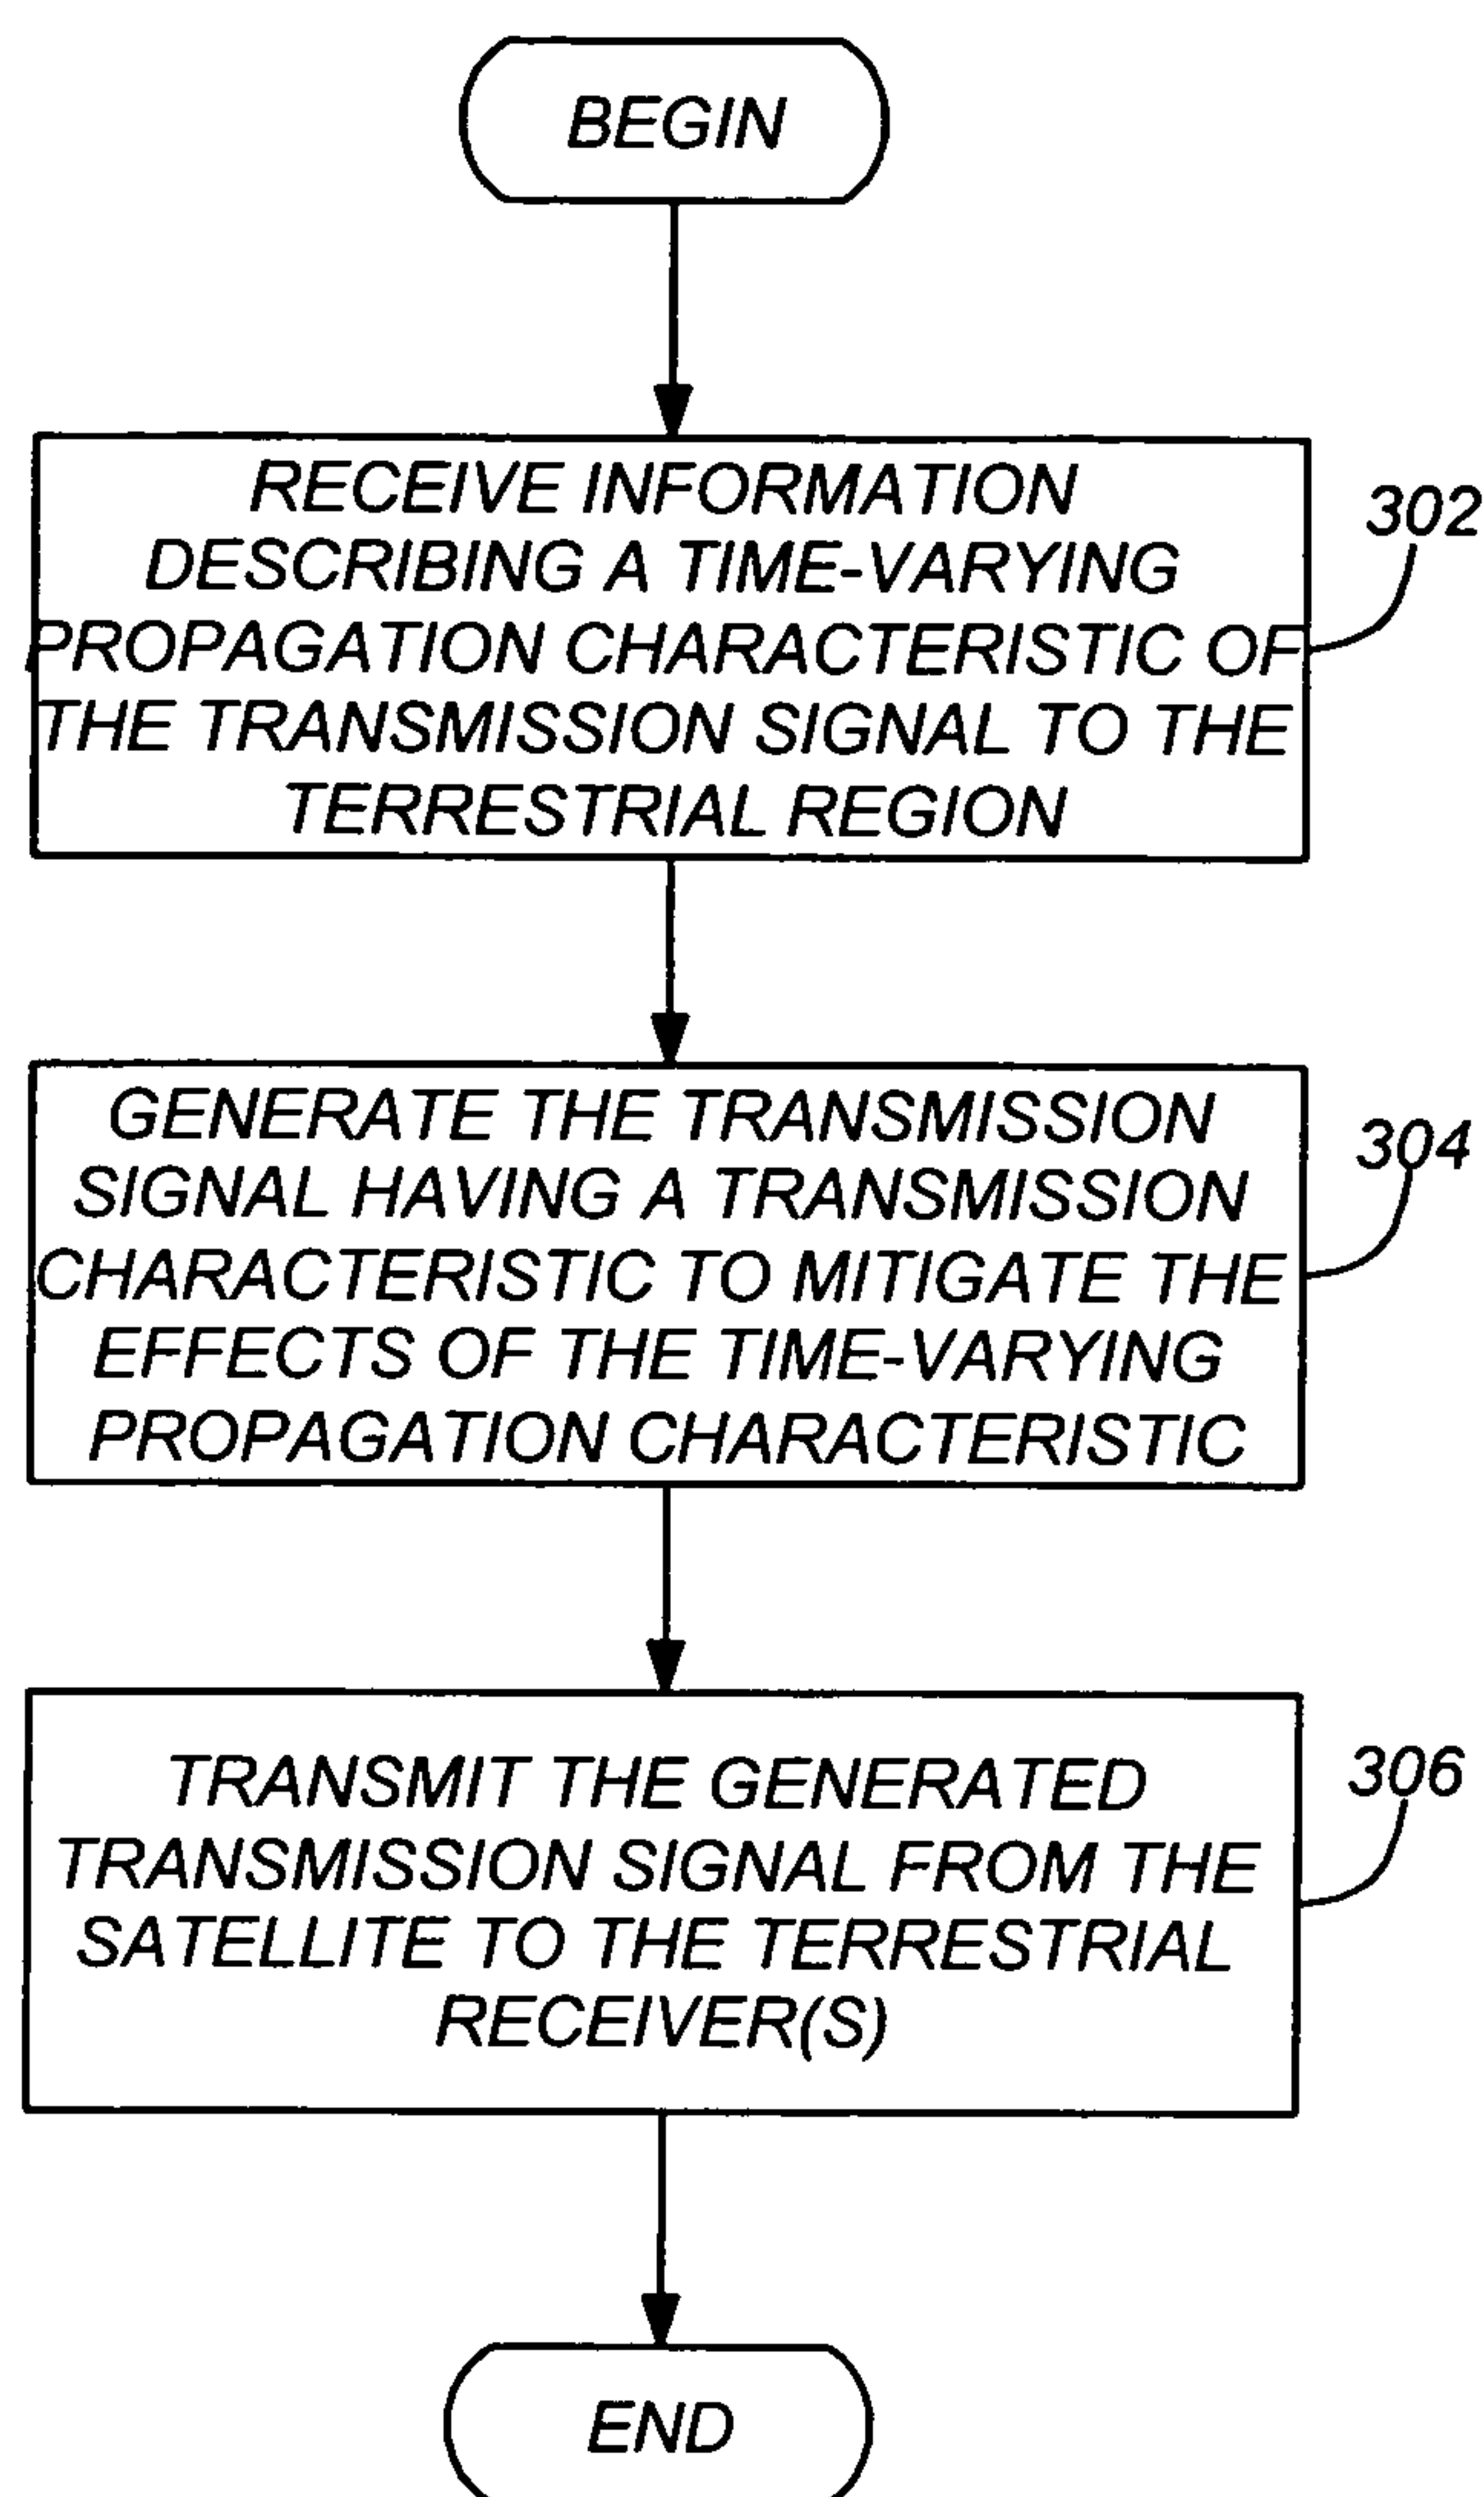 BEGIN
RECEIVE INFORMATION
DESCRIBING A TIME-VARYING
PROPAGATION CHARACTERISTIC OF
THE TRANSMISSION SIGNAL TO THE
TERRESTRIAL REGION
302
GENERATE THE TRANSMISSION
SIGNAL HAVING A TRANSMISSION
CHARACTERISTIC TO MITIGATE THE
EFFECTS OF THE TIME-VARYING
PROPAGATION CHARACTERISTIC
304
TRANSMIT THE GENERATED
TRANSMISSION SIGNAL FROM THE
SATELLITE TO THE TERRESTRIAL
RECEIVER(S)
306
END